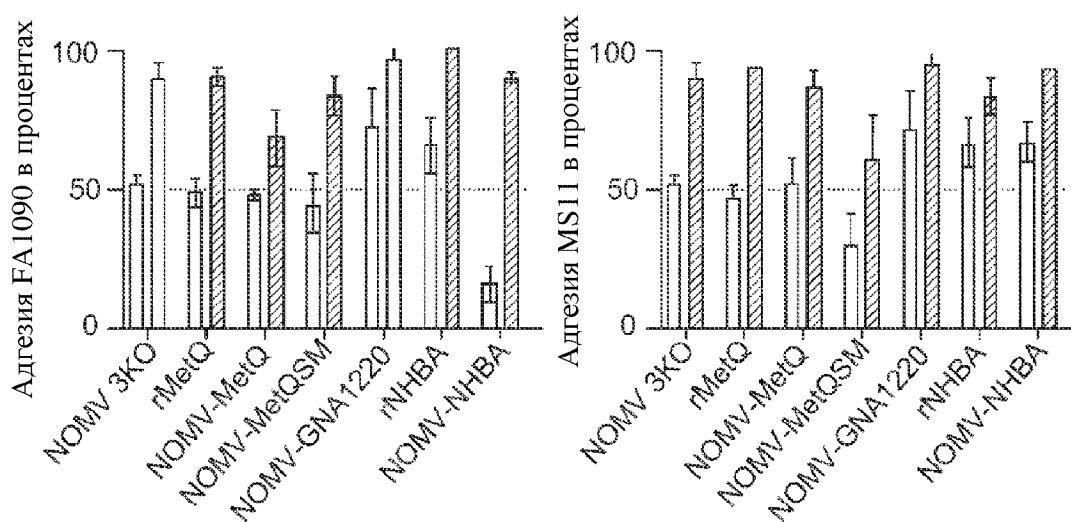 Адгезия FA1090 в процентах
100
50
0
NOMV 3KO
rMetQ
NOMV-MetQ
NOMV-MetQSM
NOMV-GNA1220
rNHBA
NOMV-NHBA
Адгезия MS11 в процентах
100
50
0
NOMV 3KO
rMetQ
NOMV-MetQ
NOMV-MetQSM
NOMV-GNA1220
rNHBA
NOMV-NHBA